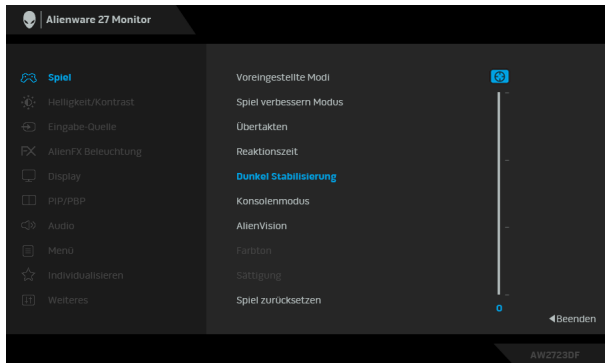 Alienware 27 Monitor
Spiel
Helligkeit/Kontrast
Eingabe-Quelle
AlienFX Beleuchtung
Display
PIP/PBP
Audio
Menü
Individualisieren
Weiteres
Voreingestellte Modi
Spiel verbessern Modus
Übertakten
Reaktionszeit
Dunkel Stabilisierung
Konsolenmodus
AlienVision
Farbton
Sättigung
Spiel zurücksetzen
0
Beenden
AW2723DF